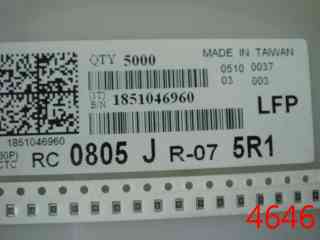 QTY 5000
MADE IN TAIWAN
0510 0037
03 003
S/N 1851046960
LFP
1851046960
RC 0805 J R-07 5R1
4646